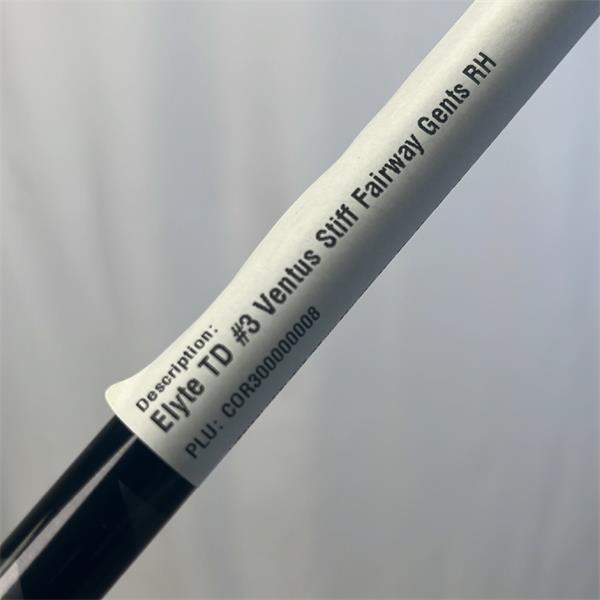 Description:
Elyte TD #3 Ventus Stiff Fairway Gents RH
PLU: COR300000008